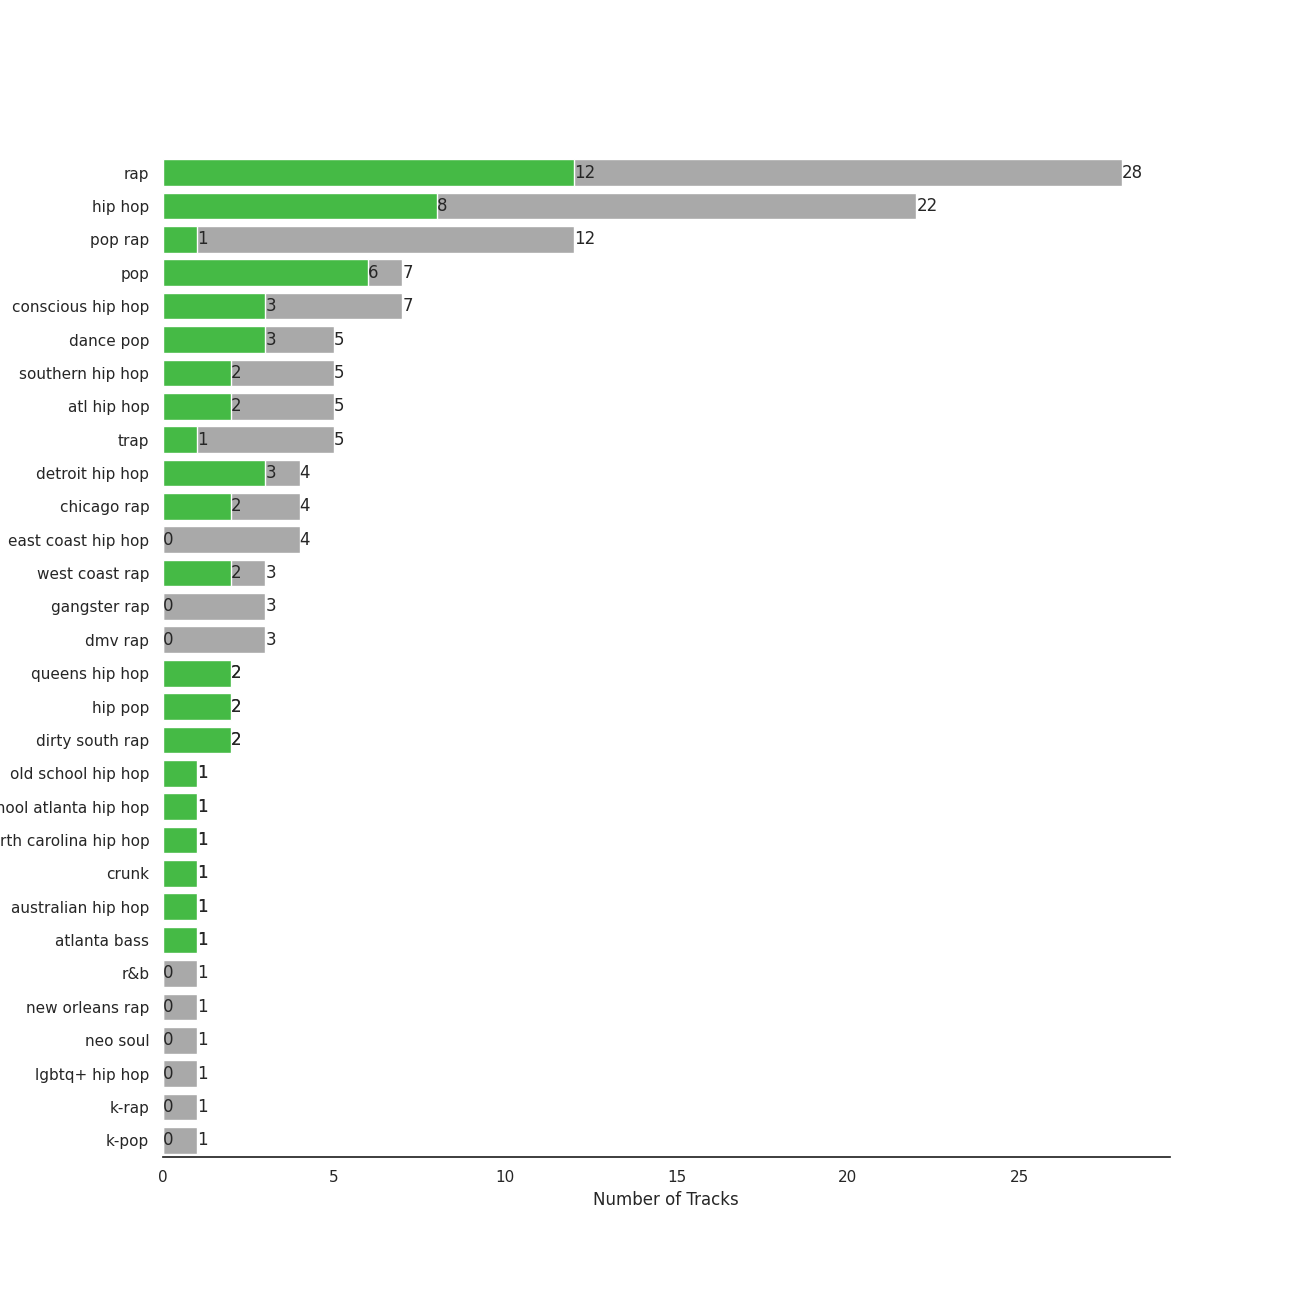 rap 12 28
hip hop 8 22
pop rap 1 12
pop 6 7
conscious hip hop 3 7
dance pop 3 5
southern hip hop 2 5
atl hip hop 2 5
trap 1 5
detroit hip hop 3 4
chicago rap 2 4
east coast hip hop 0 4
west coast rap 2 3
gangster rap 0 3
dmv rap 0 3
queens hip hop 2
hip pop 2
dirty south rap 2
old school hip hop 1
hool atlanta hip hop 1
rth carolina hip hop 1
crunk 1
australian hip hop 1
atlanta bass 1
r&b 0 1
new orleans rap 0 1
neo soul 0 1
lgbtq+ hip hop 0 1
k-rap 0 1
k-pop 0 1
0 5 10 15 20 25
Number of Tracks